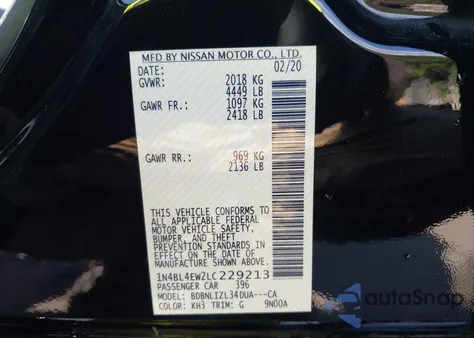 MFD BY NISSAN MOTOR CO., LTD.
DATE: 02/20
GVWR: 2018 KG
4449 LB
GAWR FR.: 1097 KG
2418 LB
GAWR RR.: 969 KG
2136 LB
THIS VEHICLE CONFORMS TO
ALL APPLICABLE FEDERAL
MOTOR VEHICLE SAFETY,
BUMPER, AND THEFT
PREVENTION STANDARDS IN
EFFECT ON THE DATE OF
MANUFACTURE SHOWN ABOVE.
1N4BL4EW2LC229213
PASSENGER CAR 396
MODEL: BDBNLIZL34DUA---CA
COLOR: KH3 TRIM: G 9N00A
AutoSnap